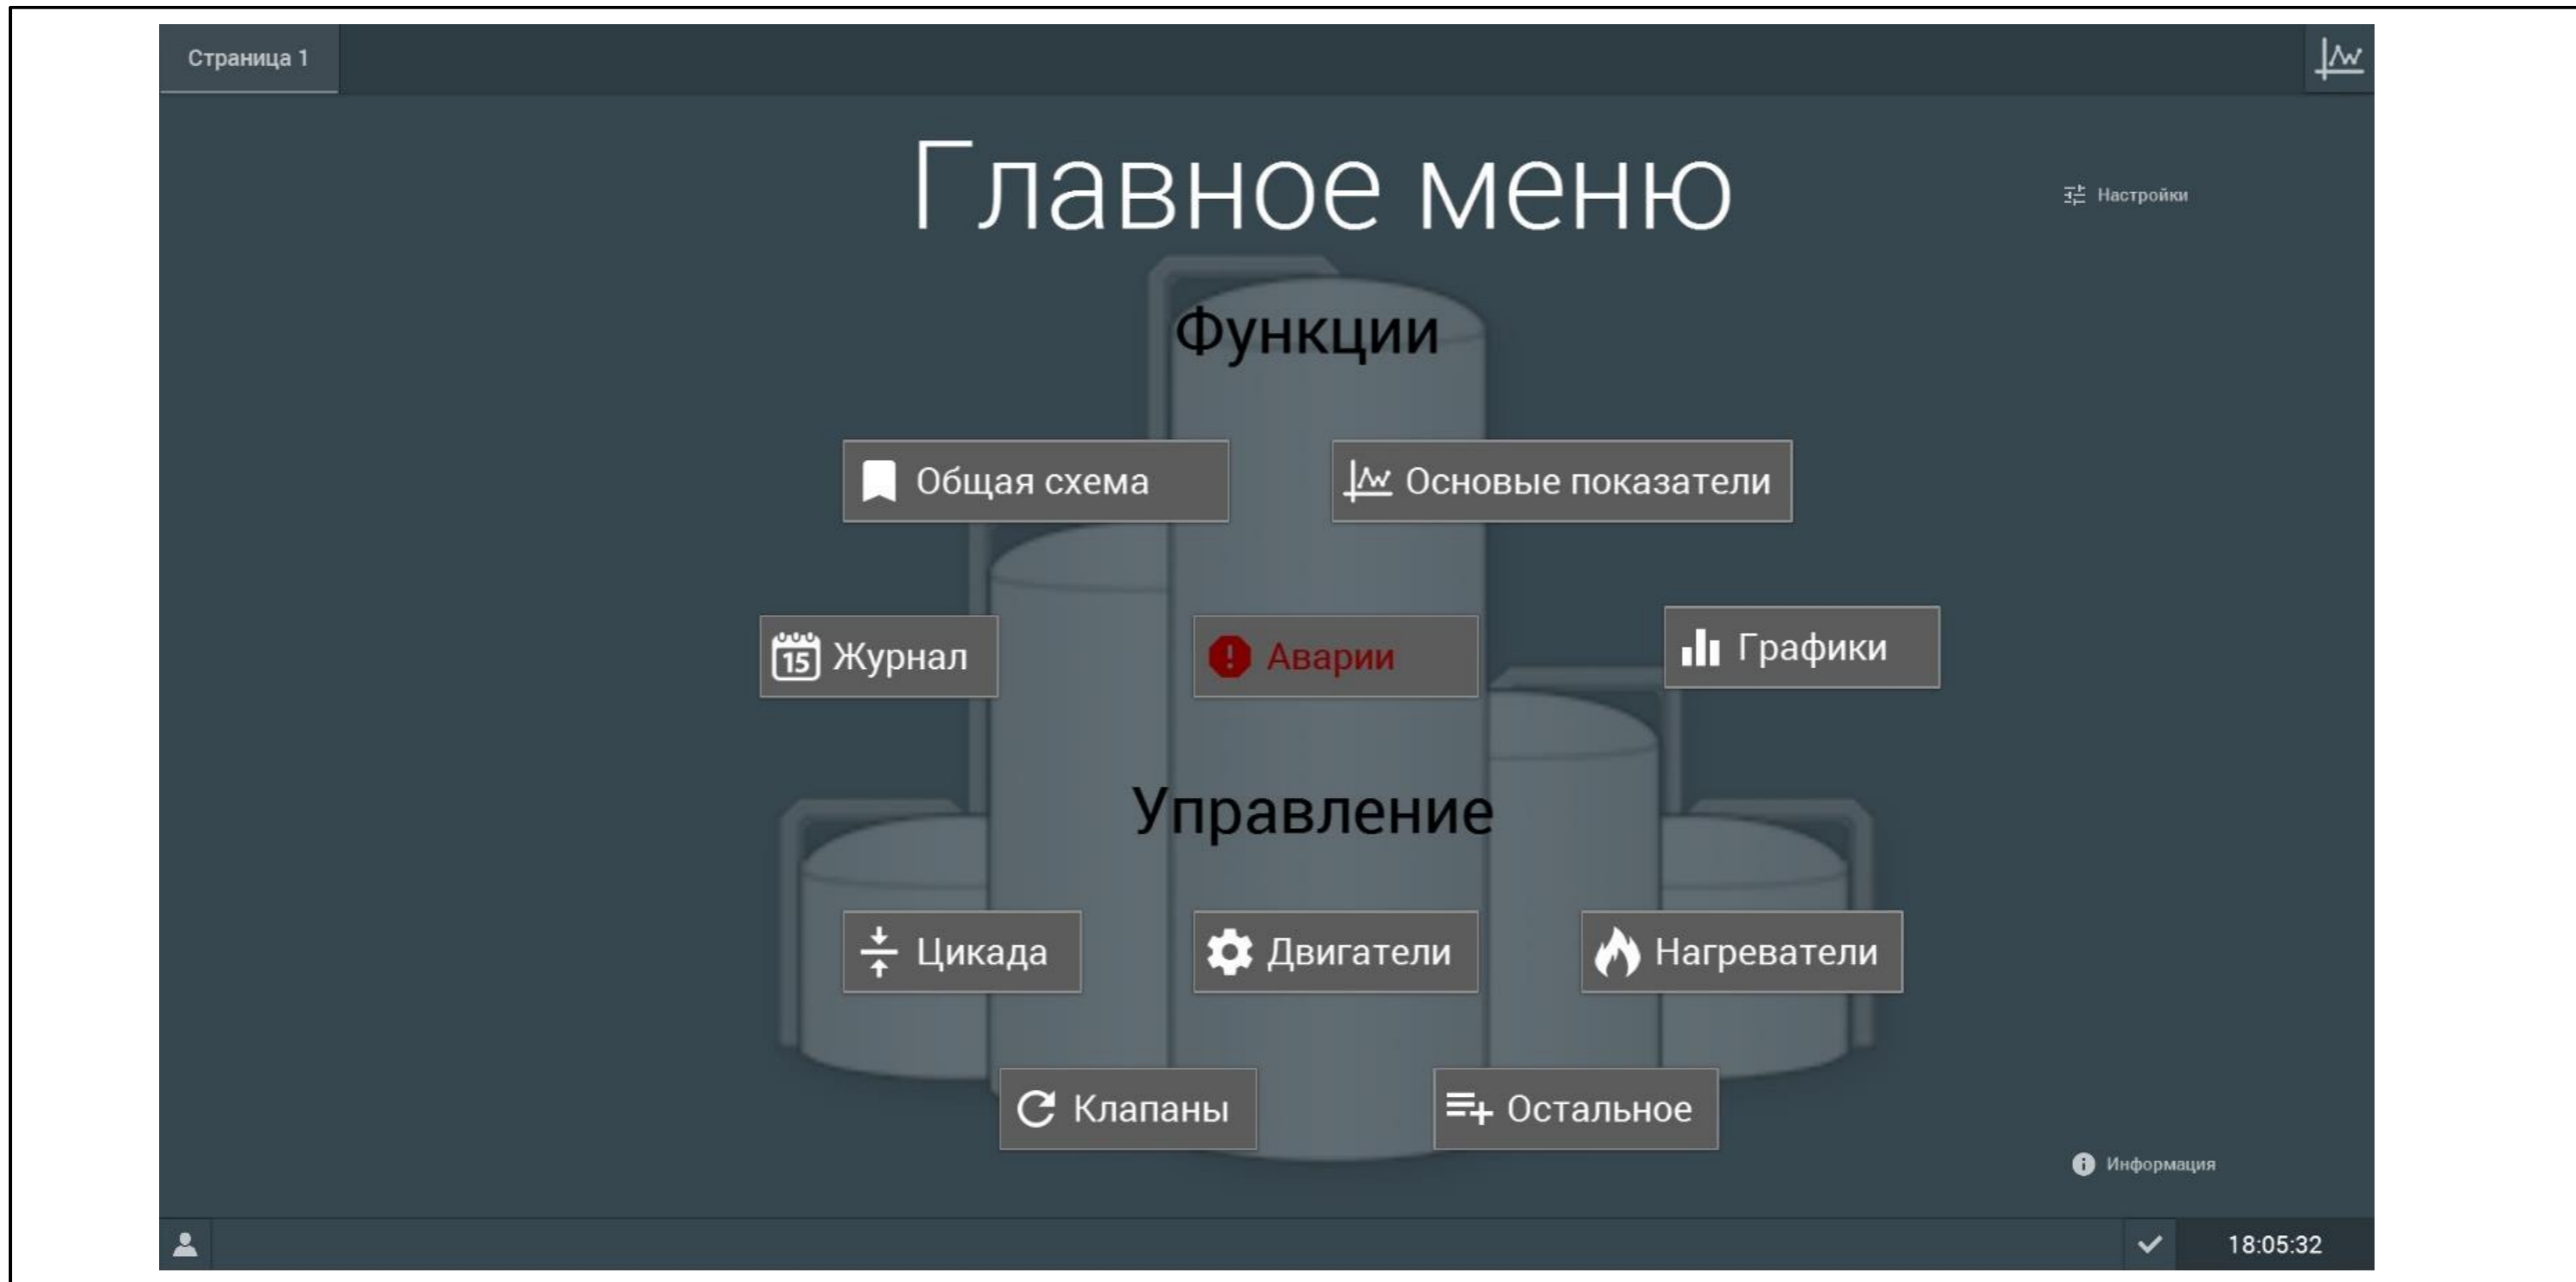 Страница 1
Главное меню
Настройки
Функции
Общая схема
Основые показатели
15 Журнал
Аварии
Графики
Управление
Цикада
Двигатели
Нагреватели
Клапаны
Остальное
Информация
18:05:32